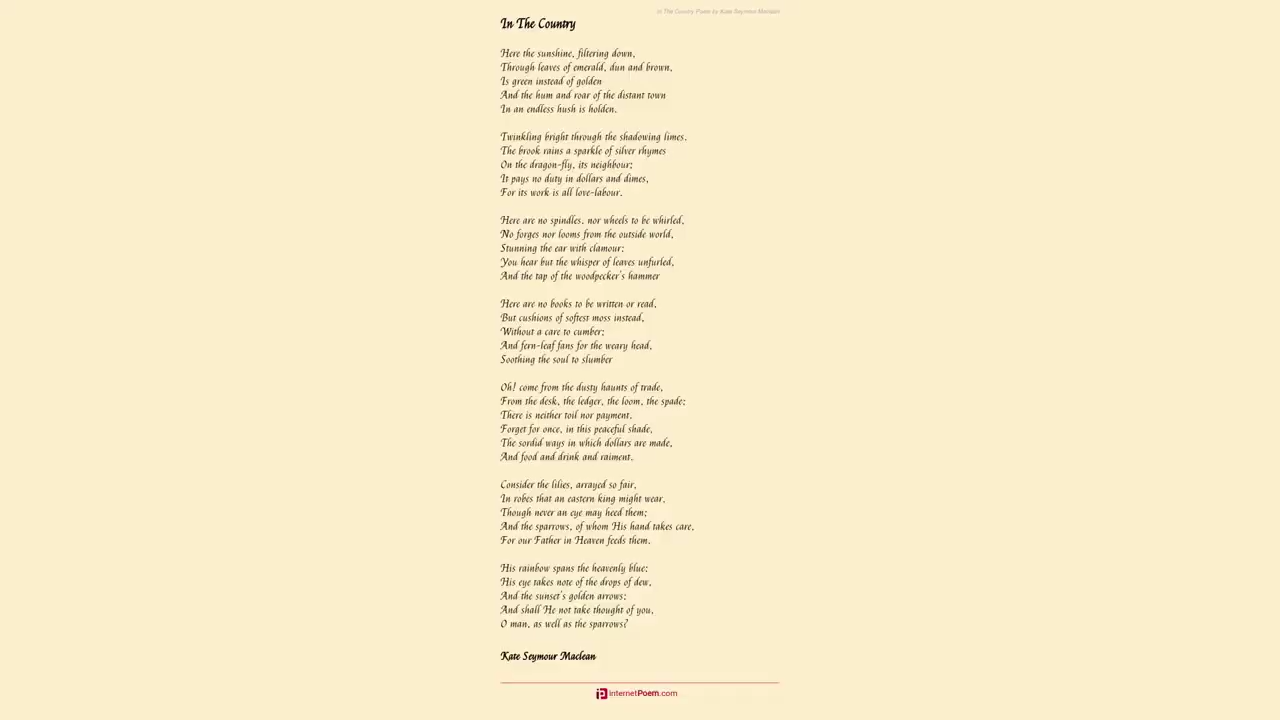 In The Country Poem by Kate Seymour Maclean
In The Country
Here the sunshine, filtering down,
Through leaves of emerald, dun and brown,
Is green instead of golden
And the hum and roar of the distant town
In an endless hush is holden.
Twinkling bright through the shadowing limes.
The brook rains a sparkle of silver rhymes
On the dragon-fly, its neighbour;
It pays no duty in dollars and dimes,
For its work is all love-labour.
Here are no spindles, nor wheels to be whirled,
No forges nor looms from the outside world,
Stunning the ear with clamour;
You hear but the whisper of leaves unfurled,
And the tap of the woodpecker's hammer
Here are no books to be written or read,
But cushions of softest moss instead,
Without a care to cumber;
And fern-leaf fans for the weary head,
Soothing the soul to slumber
Oh! come from the dusty haunts of trade,
From the desk, the ledger, the loom, the spade;
There is neither toil nor payment.
Forget for once, in this peaceful shade,
The sordid ways in which dollars are made,
And food and drink and raiment.
Consider the lilies, arrayed so fair,
In robes that an eastern king might wear,
Though never an eye may heed them;
And the sparrows, of whom His hand takes care,
For our Father in Heaven feeds them.
His rainbow spans the heavenly blue;
His eye takes note of the drops of dew,
And the sunset's golden arrows;
And shall He not take thought of you,
O man, as well as the sparrows?
Kate Seymour Maclean
internetPoem.com